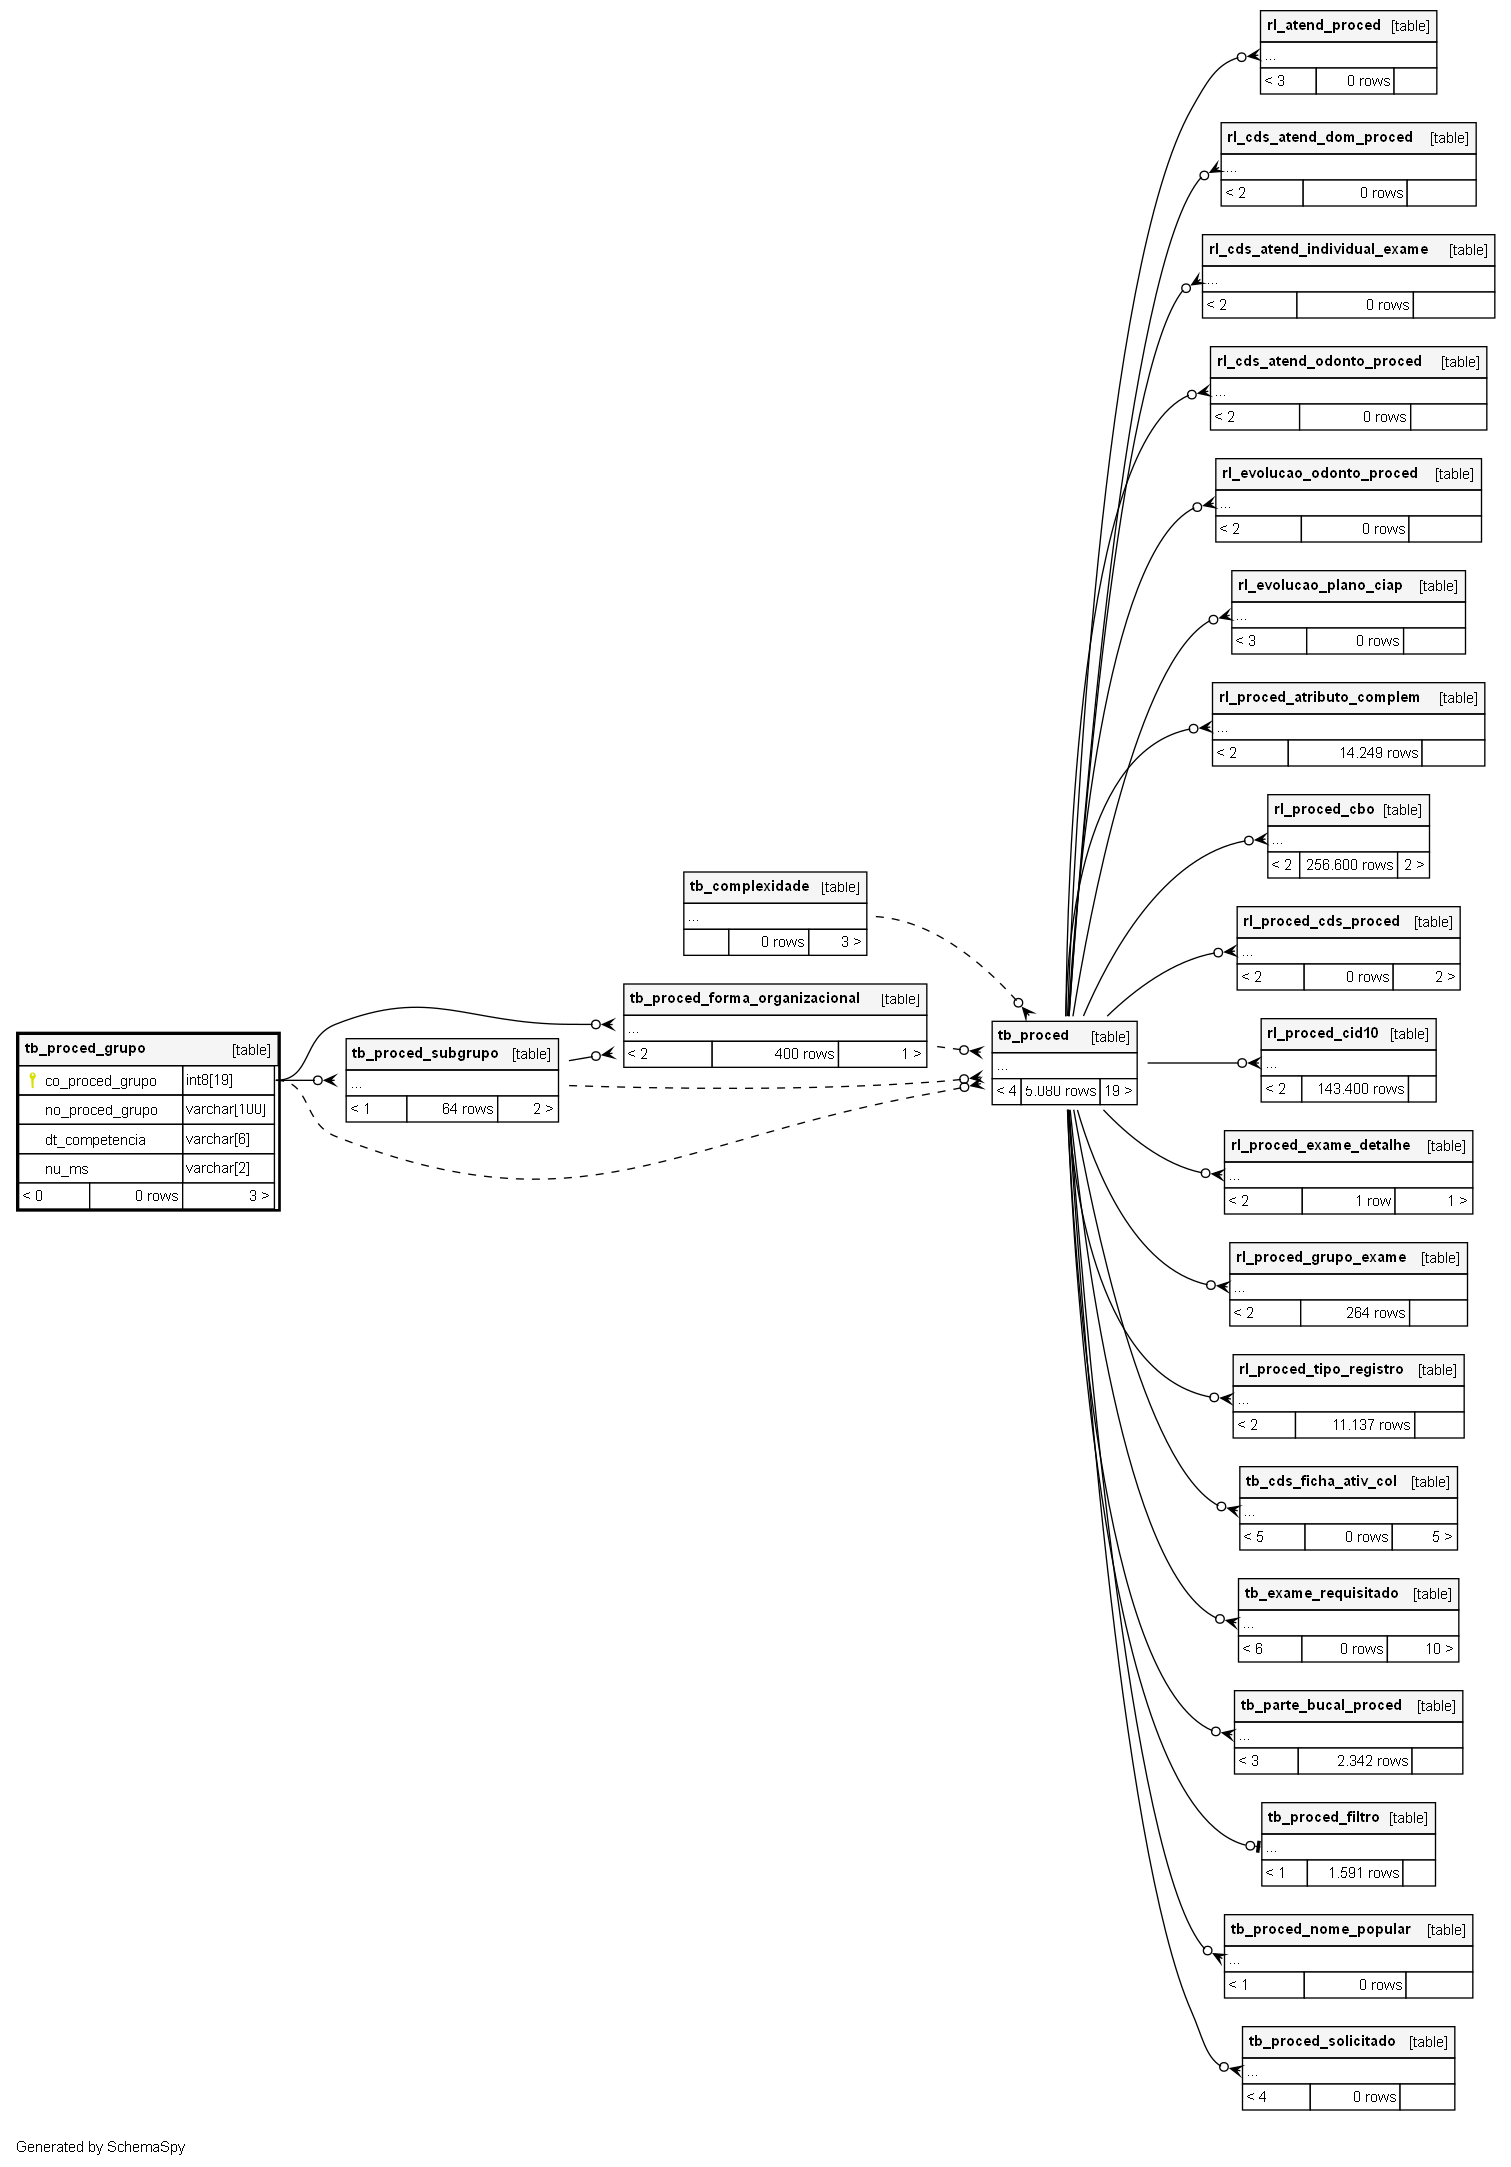 rl_atend_proced [table]
...
< 3 0 rows
rl_cds_atend_dom_proced [table]
...
< 2 0 rows
rl_cds_atend_individual_exame [table]
...
< 2 0 rows
rl_cds_atend_odonto_proced [table]
...
< 2 0 rows
rl_evolucao_odonto_proced [table]
...
< 2 0 rows
rl_evolucao_plano_ciap [table]
...
< 3 0 rows
rl_proced_atributo_complem [table]
...
< 2 14.249 rows
rl_proced_cbo [table]
...
< 2 256.600 rows 2 >
tb_complexidade [table]
...
0 rows 3 >
rl_proced_cds_proced [table]
...
< 2 0 rows 2 >
tb_proced_forma_organizacional [table]
...
< 2 400 rows 1 >
tb_proced_grupo [table]
co_proced_grupo int8[19]
no_proced_grupo varchar[100]
dt_competencia varchar[6]
nu_ms varchar[2]
< 0 0 rows 3 >
tb_proced_subgrupo [table]
...
< 1 64 rows 2 >
tb_proced [table]
...
< 4 5.080 rows 19 >
rl_proced_cid10 [table]
...
< 2 143.400 rows
rl_proced_exame_detalhe [table]
...
< 2 1 row 1 >
rl_proced_grupo_exame [table]
...
< 2 264 rows
rl_proced_tipo_registro [table]
...
< 2 11.137 rows
tb_cds_ficha_ativ_col [table]
...
< 5 0 rows 5 >
tb_exame_requisitado [table]
...
< 6 0 rows 10 >
tb_parte_bucal_proced [table]
...
< 3 2.342 rows
tb_proced_filtro [table]
...
< 1 1.591 rows
tb_proced_nome_popular [table]
...
< 1 0 rows
tb_proced_solicitado [table]
...
< 4 0 rows
Generated by SchemaSpy